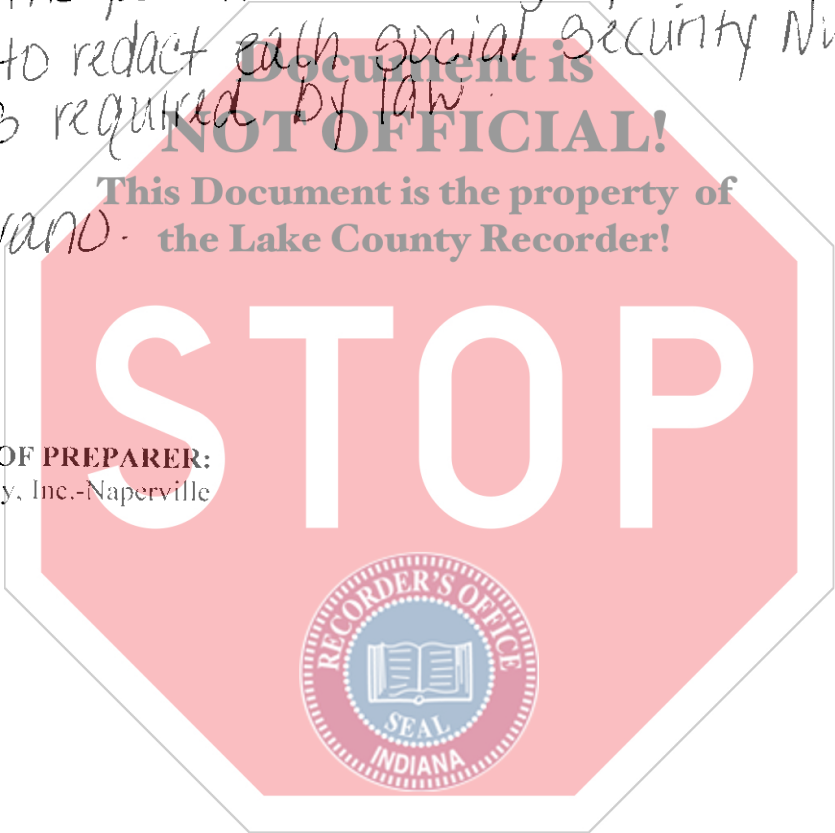 to redact each Social Security Nu
Document is
s required by law.
NOT OFFICIAL!
This Document is the property of
the Lake County Recorder!
STOP
OF PREPARER:
y, Inc.-Naperville
RECORDER'S OFFICE
SEAL
INDIANA